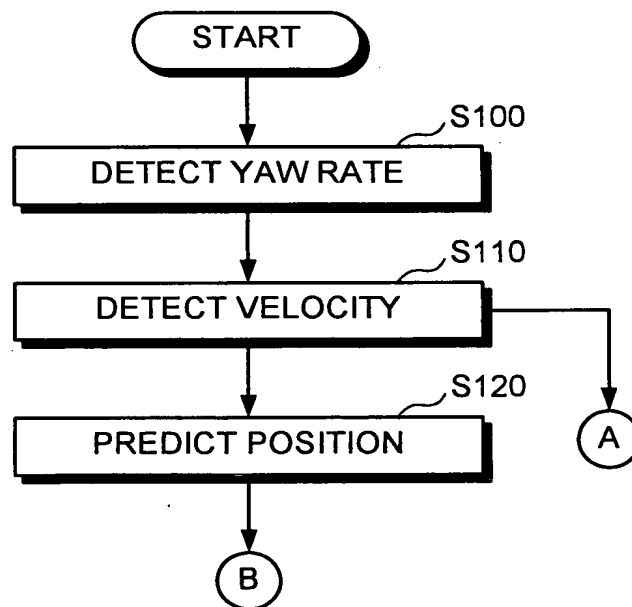 START
S100
DETECT YAW RATE
S110
DETECT VELOCITY
S120
PREDICT POSITION
A
B